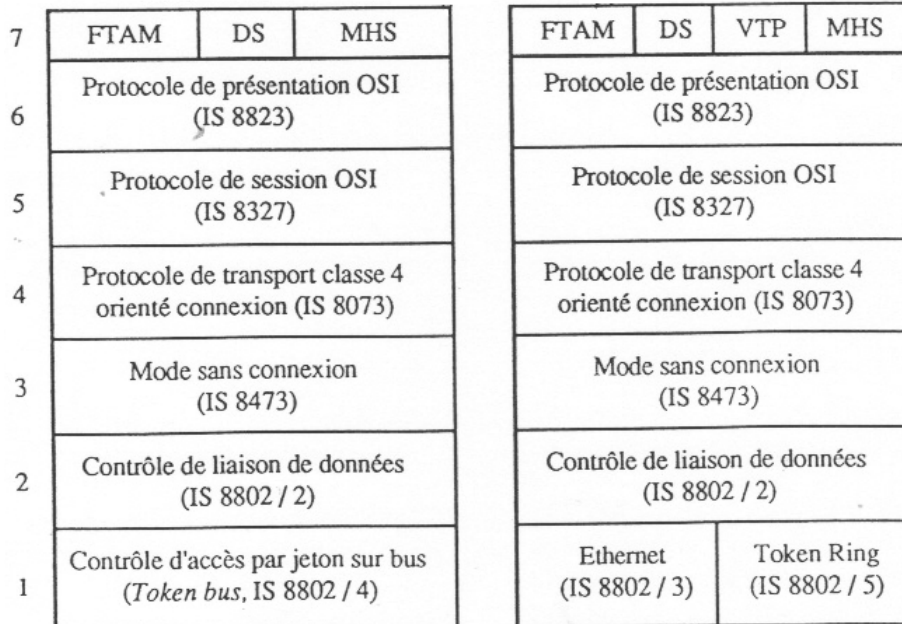 7
FTAM DS MHS
6
Protocole de présentation OSI
(IS 8823)
5
Protocole de session OSI
(IS 8327)
4
Protocole de transport classe 4
orienté connexion (IS 8073)
3
Mode sans connexion
(IS 8473)
2
Contrôle de liaison de données
(IS 8802 / 2)
1
Contrôle d'accès par jeton sur bus
(Token bus, IS 8802 / 4)
FTAM DS VTP MHS
Protocole de présentation OSI
(IS 8823)
Protocole de session OSI
(IS 8327)
Protocole de transport classe 4
orienté connexion (IS 8073)
Mode sans connexion
(IS 8473)
Contrôle de liaison de données
(IS 8802 / 2)
Ethernet
(IS 8802 / 3)
Token Ring
(IS 8802 / 5)